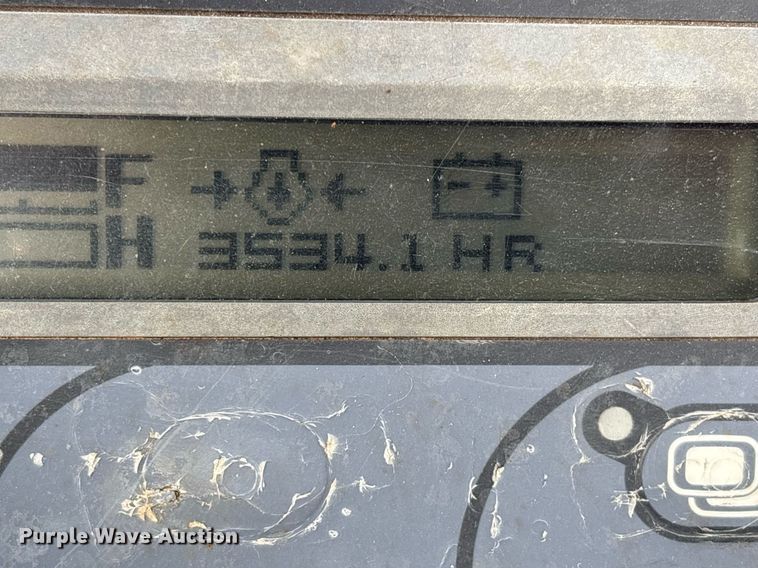 F
H 3534.1 HR
Purple Wave Auction